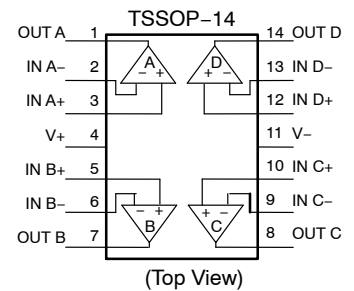 TSSOP−14
OUT A 1 14 OUT D
IN A− 2 A D 13 IN D−
− + + −
IN A+ 3 12 IN D+
V+ 4 11 V−
IN B+ 5 10 IN C+
IN B− 6 9 IN C−
− + + −
B C
OUT B 7 8 OUT C
(Top View)